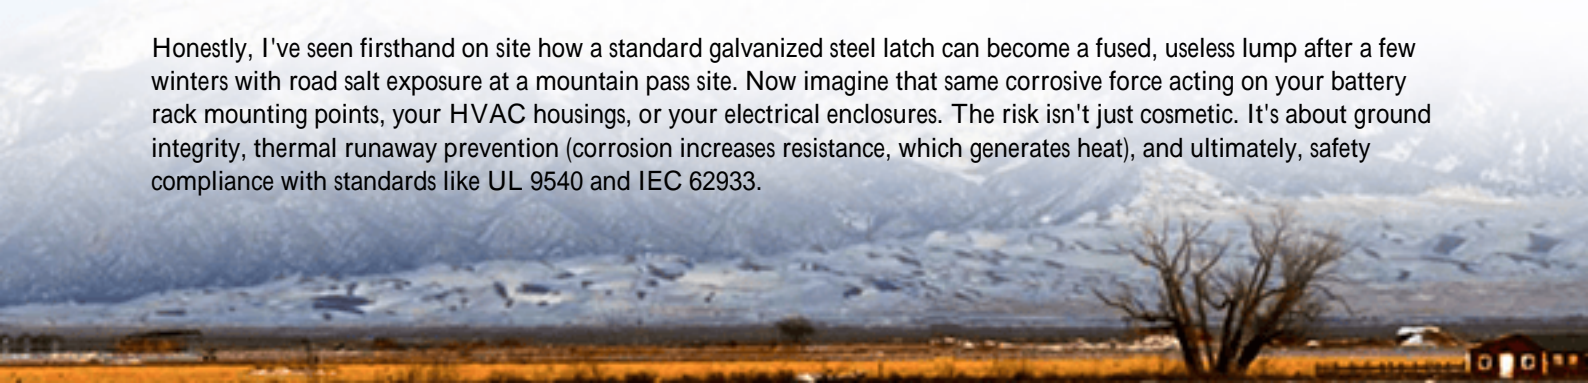 Honestly, I've seen firsthand on site how a standard galvanized steel latch can become a fused, useless lump after a few
winters with road salt exposure at a mountain pass site. Now imagine that same corrosive force acting on your battery
rack mounting points, your HVAC housings, or your electrical enclosures. The risk isn't just cosmetic. It's about ground
integrity, thermal runaway prevention (corrosion increases resistance, which generates heat), and ultimately, safety
compliance with standards like UL 9540 and IEC 62933.